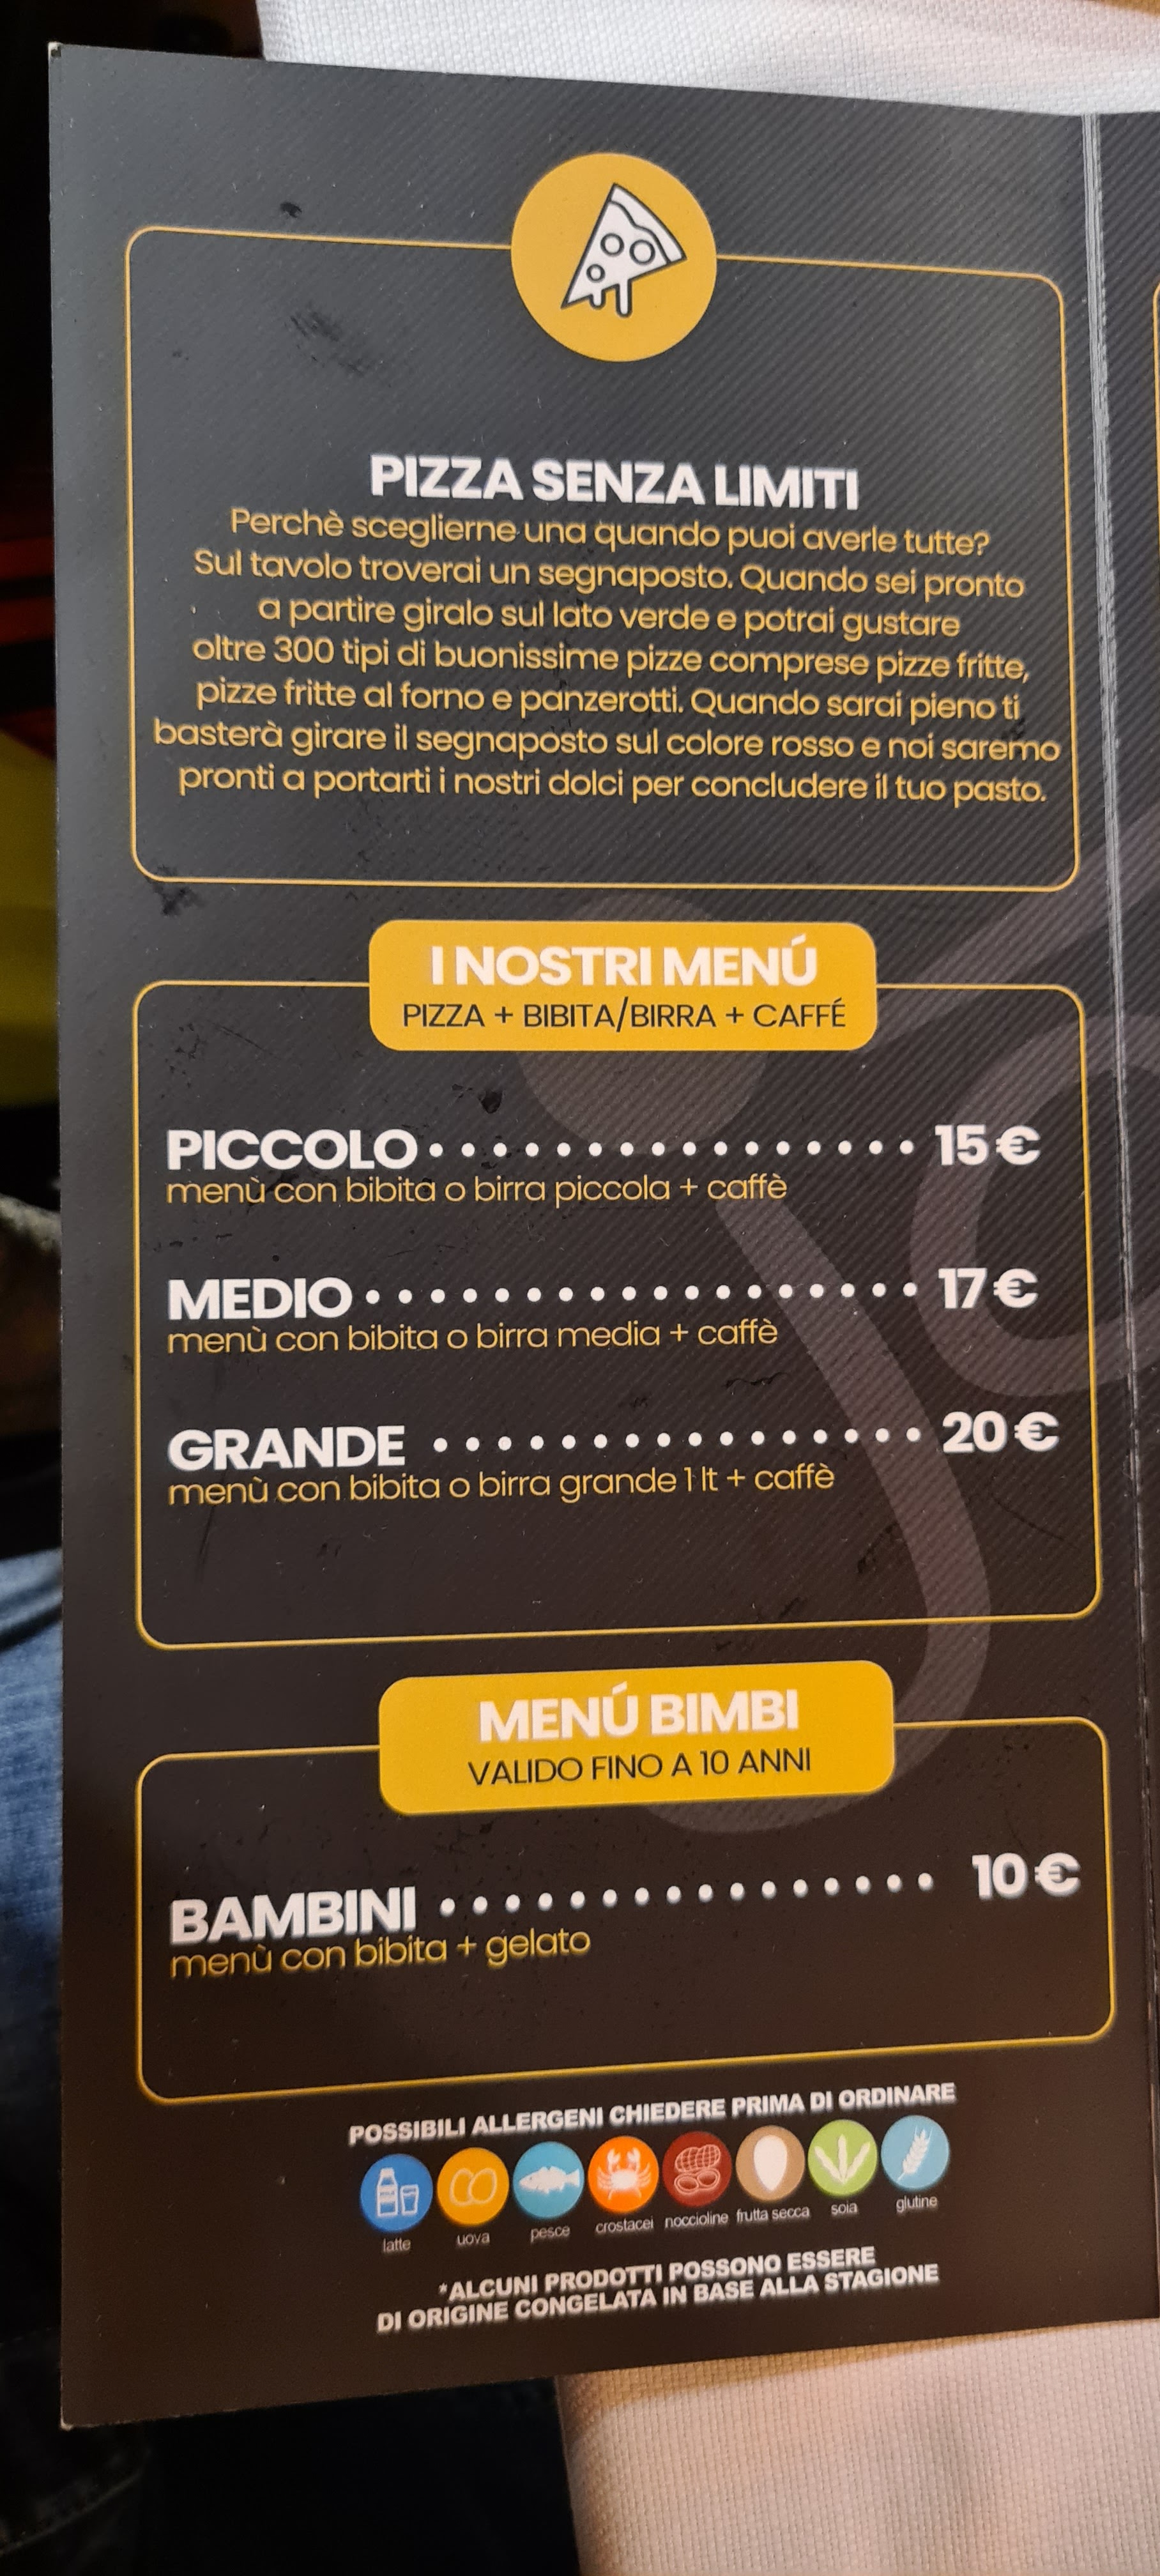 PIZZA SENZA LIMITI
Perchè sceglierne una quando puoi averle tutte?
Sul tavolo troverai un segnaposto. Quando sei pronto
a partire giralo sul lato verde e potrai gustare
oltre 300 tipi di buonissime pizze comprese pizze fritte,
pizze fritte al forno e panzerotti. Quando sarai pieno ti
basterà girare il segnaposto sul colore rosso e noi saremo
pronti a portarti i nostri dolci per concludere il tuo pasto.
I NOSTRI MENÚ
PIZZA + BIBITA/BIRRA + CAFFÉ
PICCOLO •••••••••••••••• 15€
menù con bibita o birra piccola + caffè
MEDIO •••••••••••••••••• 17€
menù con bibita o birra media + caffè
GRANDE •••••••••••••••• 20€
menù con bibita o birra grande 1 lt + caffè
MENÚ BIMBI
VALIDO FINO A 10 ANNI
BAMBINI •••••••••••••••• 10€
menù con bibita + gelato
POSSIBILI ALLERGENI CHIEDERE PRIMA DI ORDINARE
latte uova pesce crostacei noccioline frutta secca soia glutine
*ALCUNI PRODOTTI POSSONO ESSERE
DI ORIGINE CONGELATA IN BASE ALLA STAGIONE